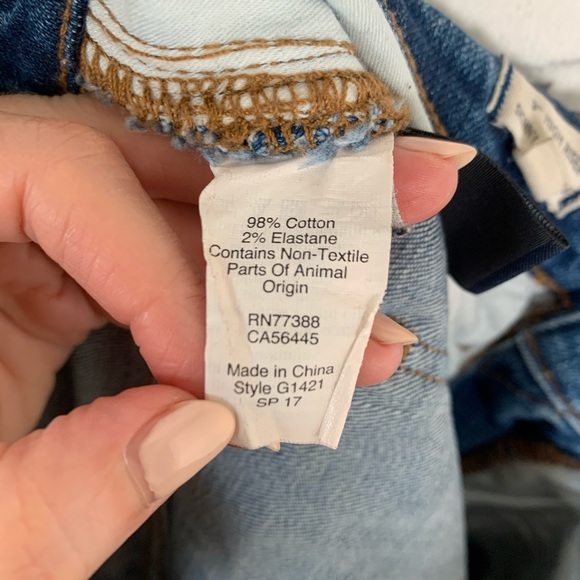 98% Cotton
2% Elastane
Contains Non-Textile
Parts Of Animal
Origin
RN77388
CA56445
Made in China
Style G1421
SP 17